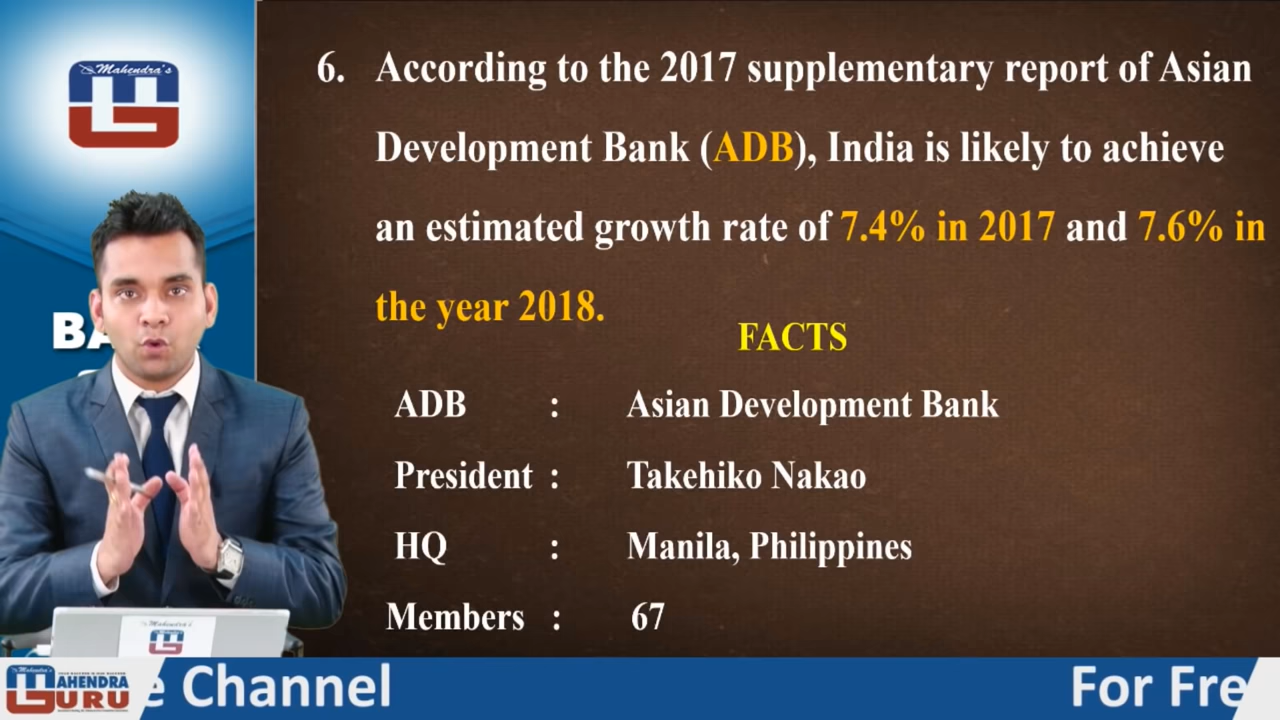 Mahendra's
6. According to the 2017 supplementary report of Asian
Development Bank (ADB), India is likely to achieve
an estimated growth rate of 7.4% in 2017 and 7.6% in
the year 2018.
FACTS
ADB : Asian Development Bank
President : Takehiko Nakao
HQ : Manila, Philippines
Members : 67
BA
Mahendra's
Mahendra's
MAHENDRA
GURU
e Channel
For Fre